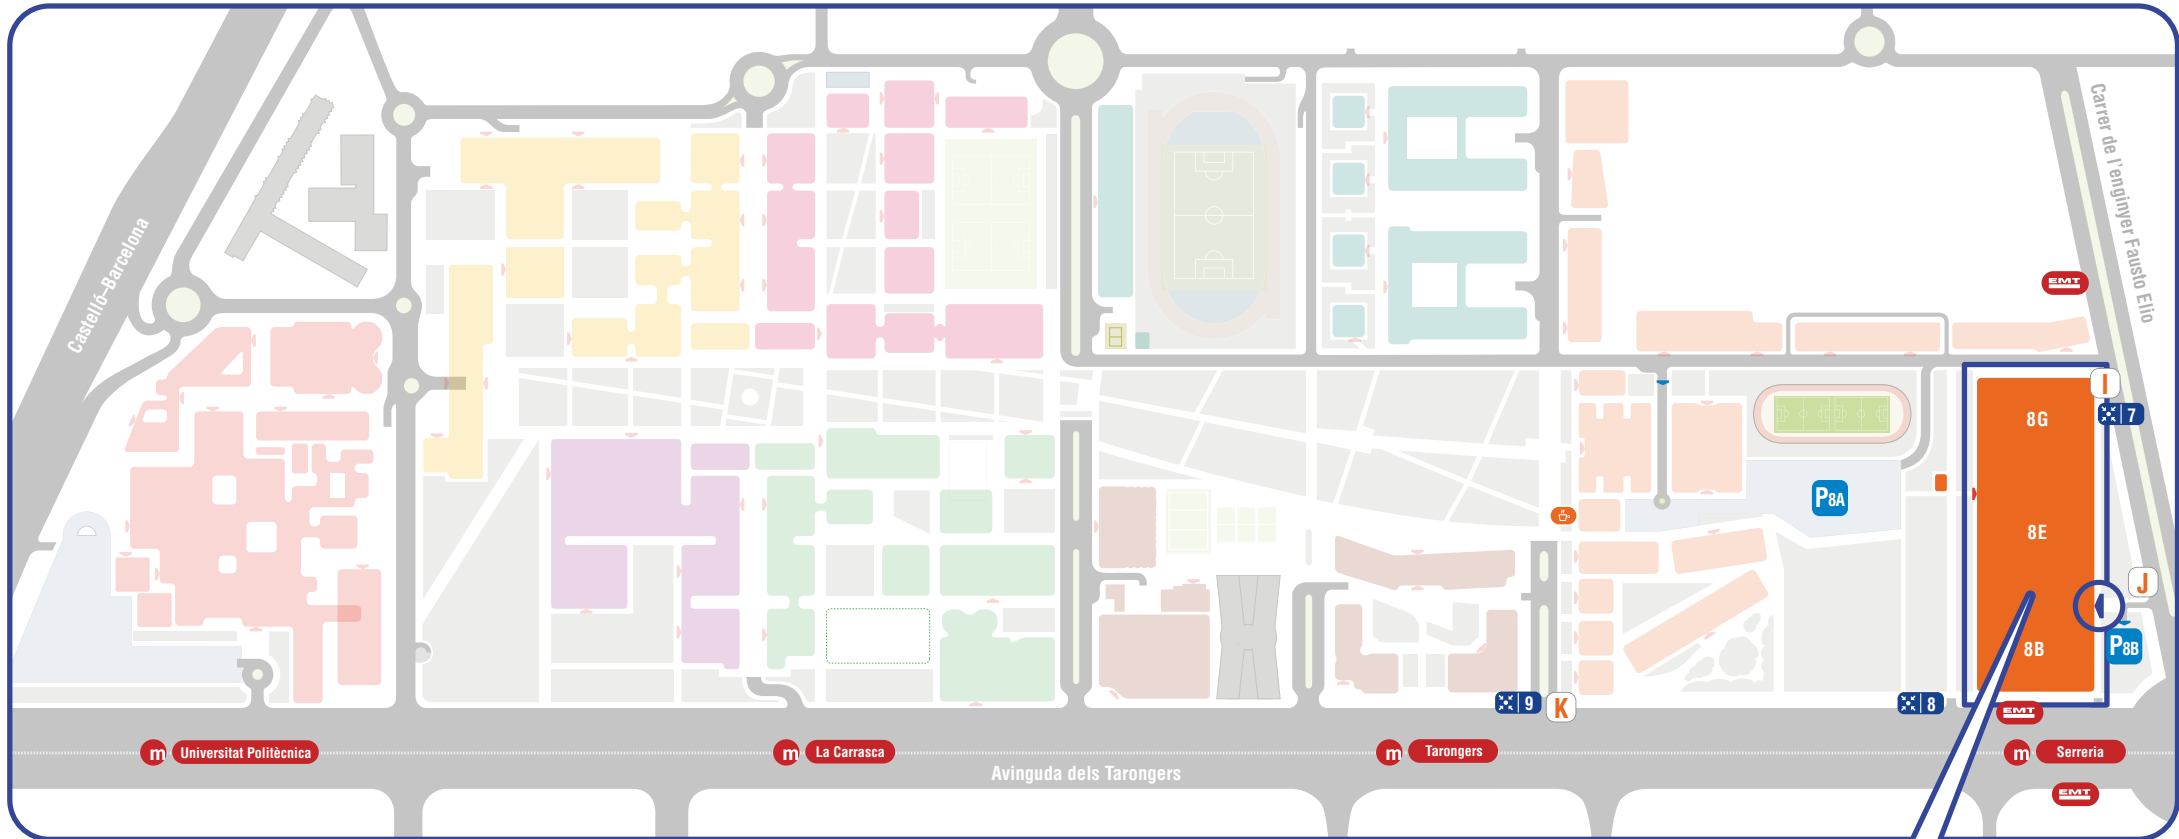 Castelló-Barcelona
Carrer de l'enginyer Fausto Elio
EMT
I
7
8G
P8A
8E
J
8B
P8B
9
K
8
EMT
m Universitat Politècnica
m La Carrasca
m Tarongers
m Serreria
Avinguda dels Tarongers
EMT